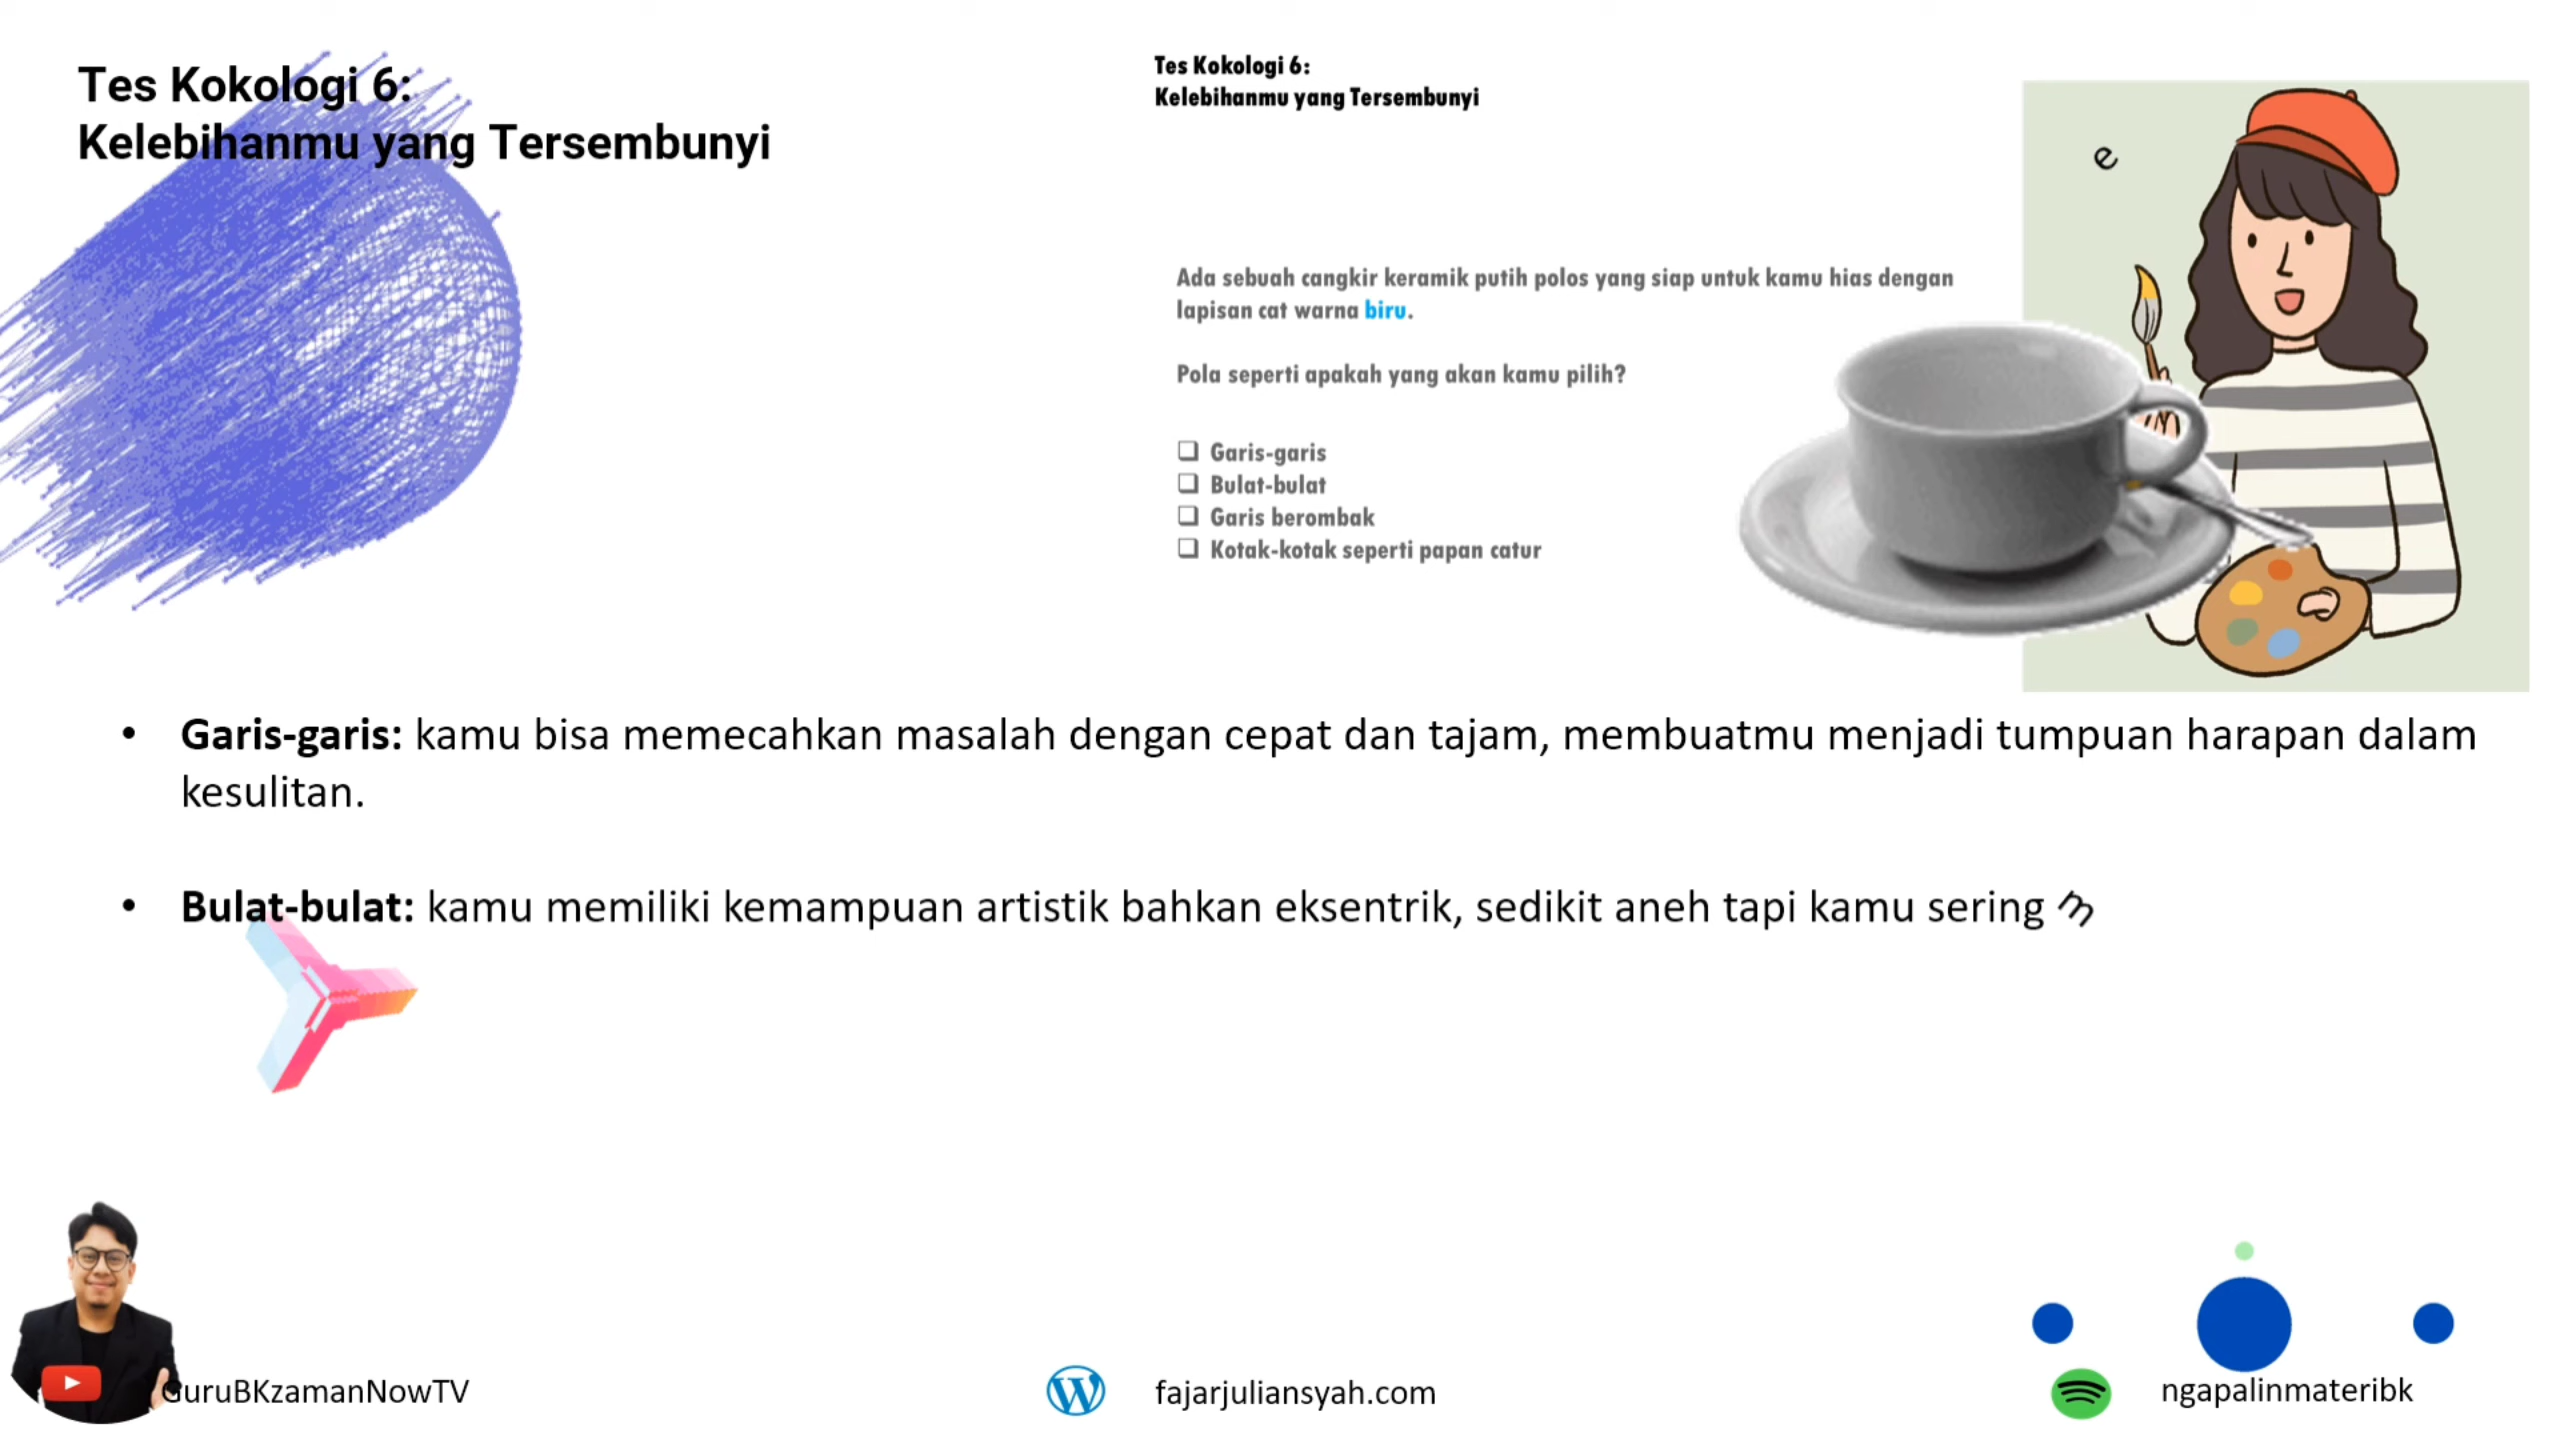 Tes Kokologi 6:
Kelebihanmu yang Tersembunyi
Tes Kokologi 6:
Kelebihanmu yang Tersembunyi
Ada sebuah cangkir keramik putih polos yang siap untuk kamu hias dengan
lapisan cat warna biru.
Pola seperti apakah yang akan kamu pilih?
❑ Garis-garis
❑ Bulat-bulat
❑ Garis berombak
❑ Kotak-kotak seperti papan catur
e
• Garis-garis: kamu bisa memecahkan masalah dengan cepat dan tajam, membuatmu menjadi tumpuan harapan dalam
kesulitan.
• Bulat-bulat: kamu memiliki kemampuan artistik bahkan eksentrik, sedikit aneh tapi kamu sering m
GuruBKzamanNowTV
fajarjuliansyah.com
ngapalinmateribk